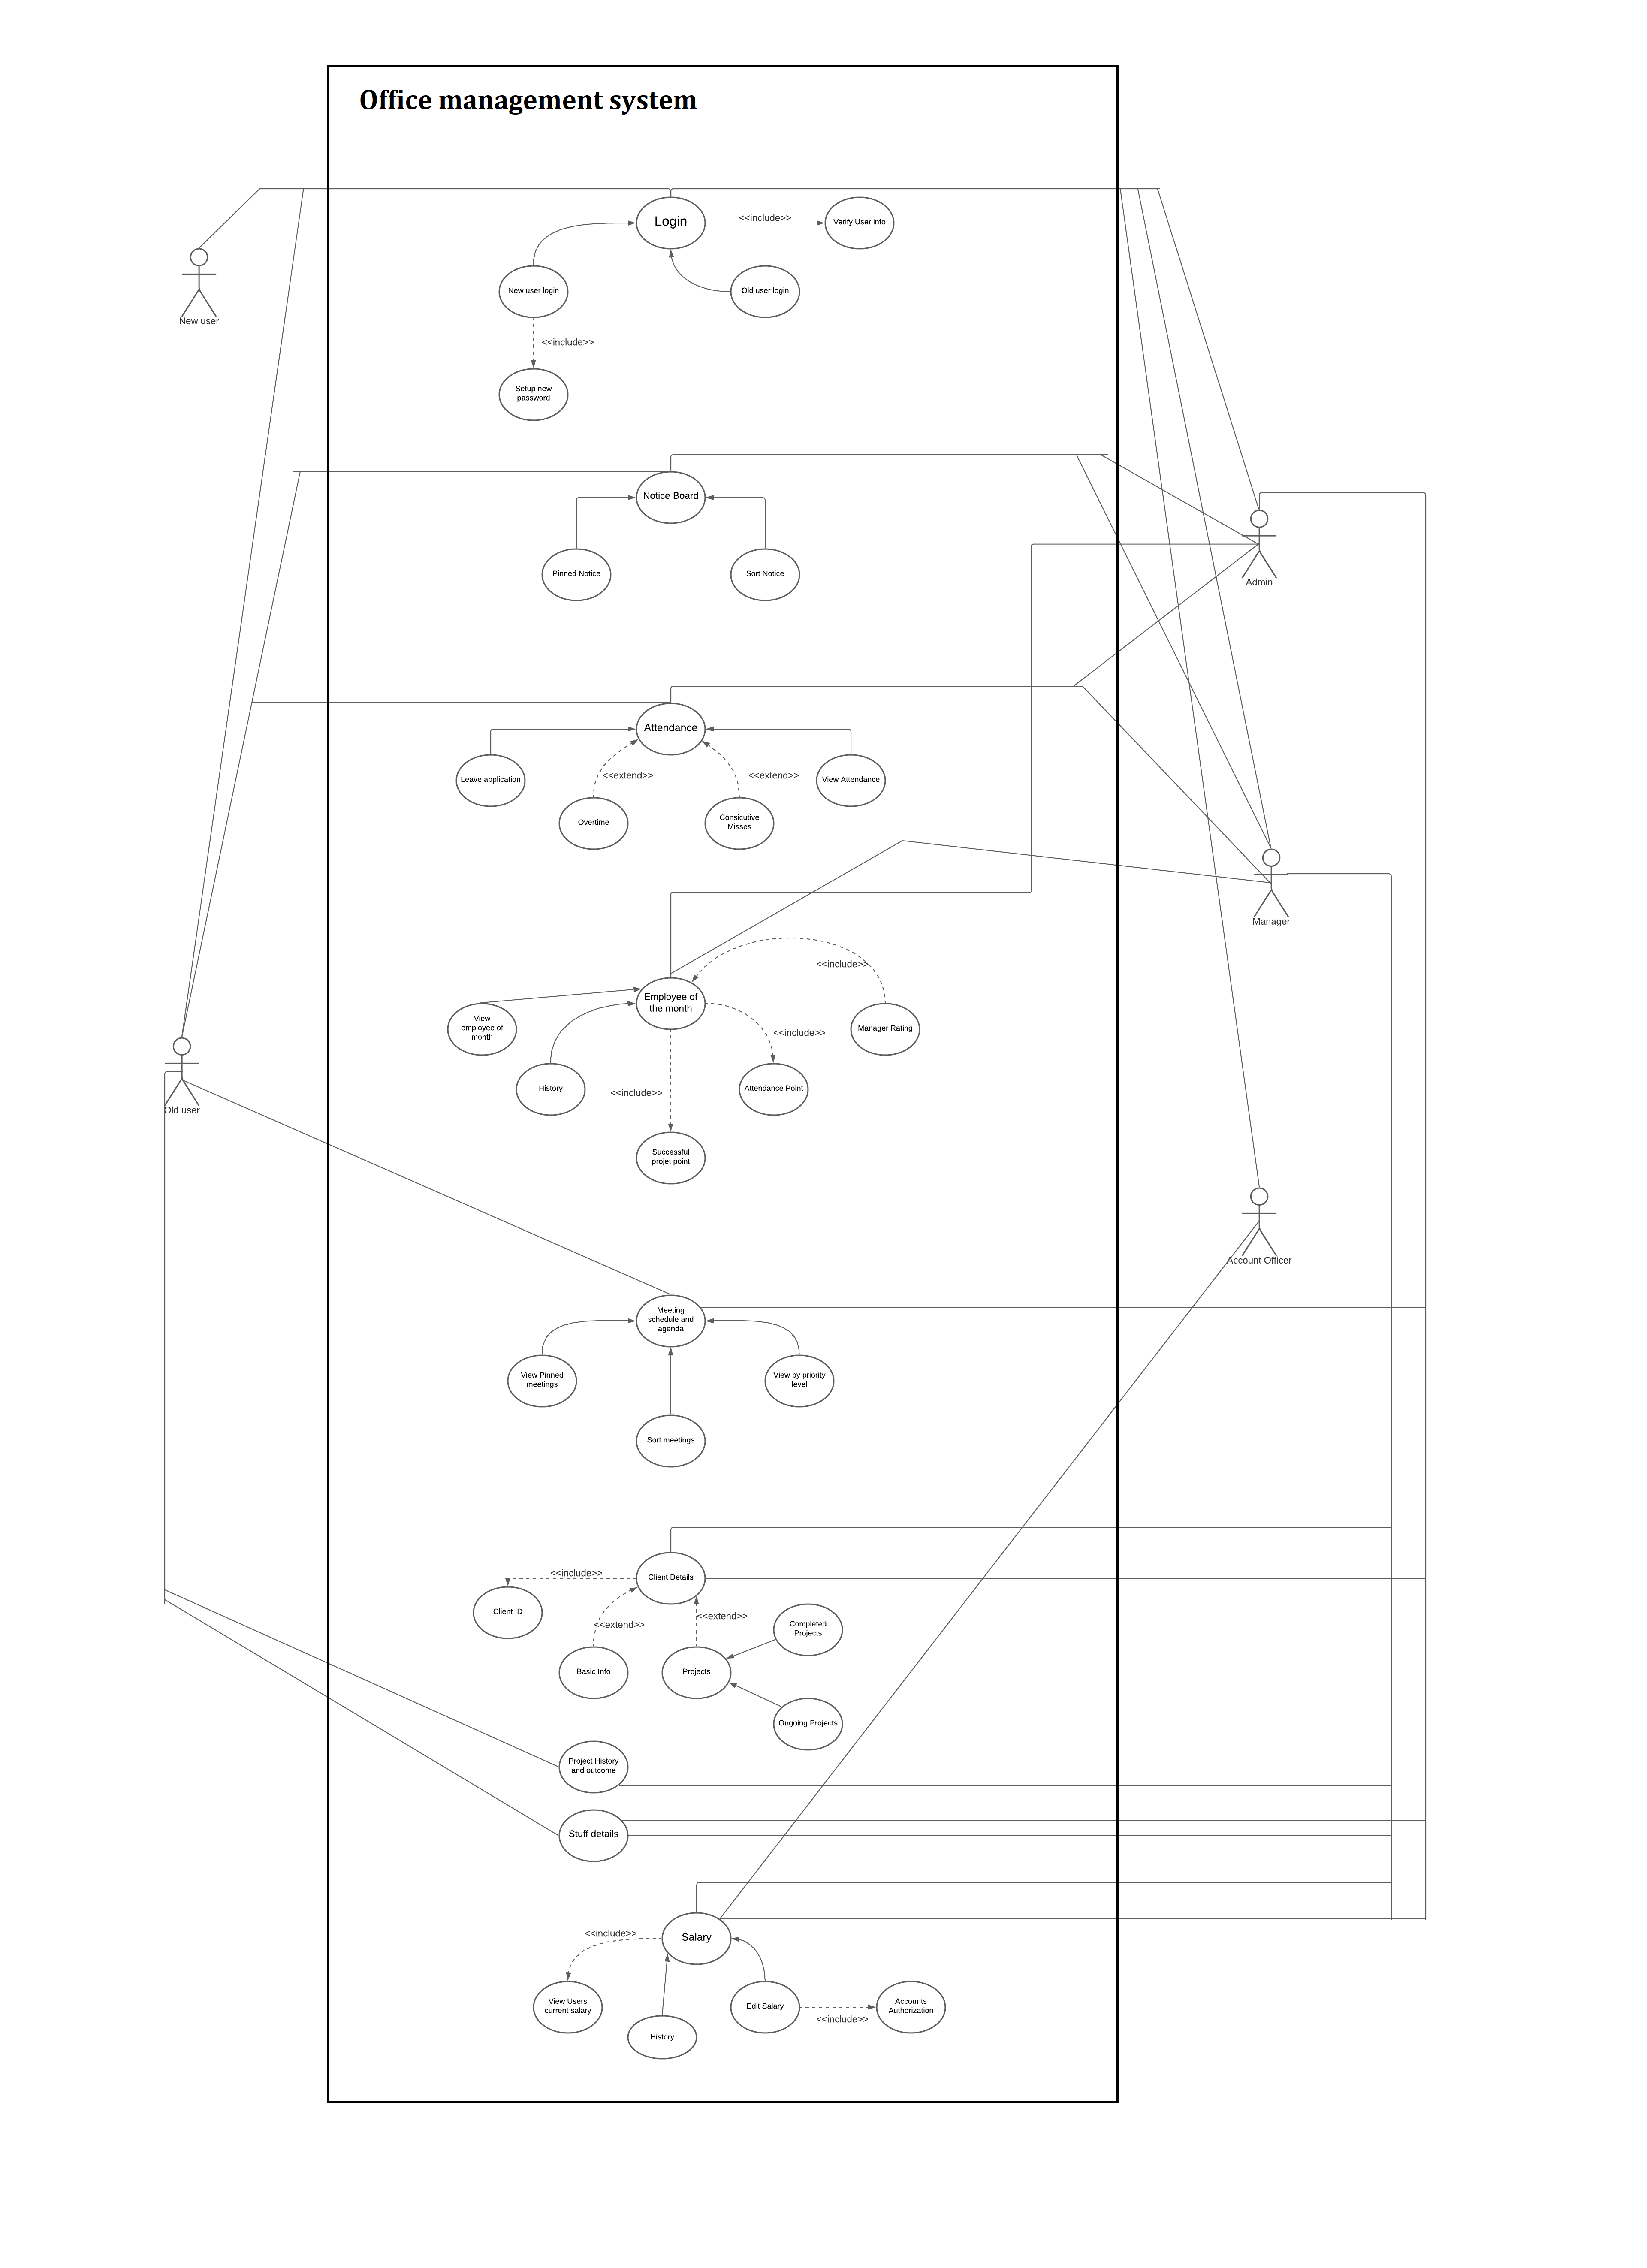 Office management system
Login
<<include>>
Verify User info
New user login
Old user login
New user
<<include>>
Setup new
password
Notice Board
Pinned Notice
Sort Notice
Admin
Attendance
Leave application
<<extend>>
<<extend>>
View Attendance
Overtime
Consicutive
Misses
Manager
<<include>>
Employee of
the month
View
employee of
month
<<include>>
Manager Rating
History
<<include>>
Attendance Point
Old user
Successful
projet point
Account Officer
Meeting
schedule and
agenda
View Pinned
meetings
View by priority
level
Sort meetings
<<include>>
Client Details
Client ID
<<extend>>
<<extend>>
Completed
Projects
Basic Info
Projects
Ongoing Projects
Project History
and outcome
Stuff details
<<include>>
Salary
View Users
current salary
Edit Salary
Accounts
Authorization
<<include>>
History